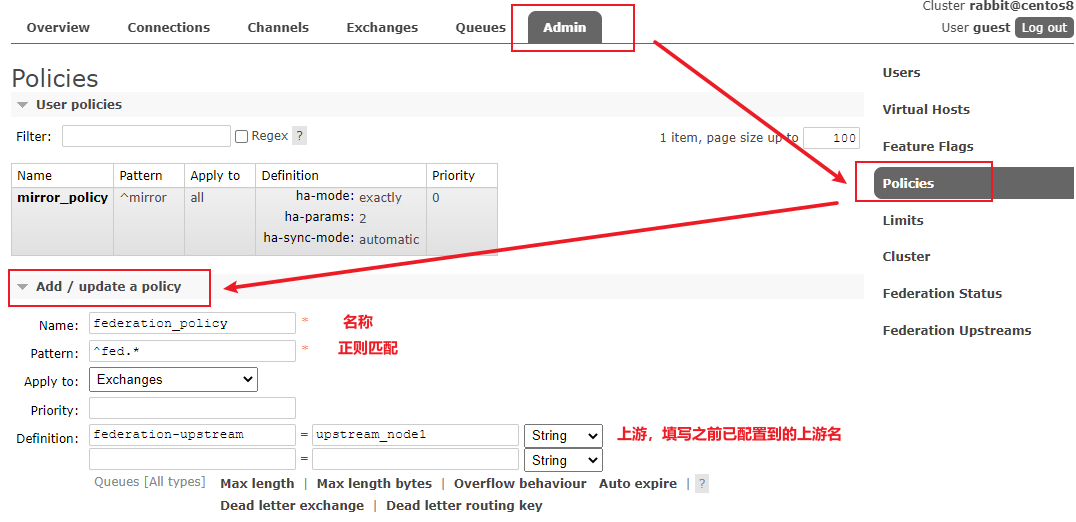 Cluster rabbit@centos8
User guest Log out
Overview Connections Channels Exchanges Queues Admin
Policies
User policies
Filter: Regex ?
1 item, page size up to 100
Name Pattern Apply to Definition Priority
mirror_policy ^mirror all ha-mode: exactly 0
ha-params: 2
ha-sync-mode: automatic
Add / update a policy
Name: federation_policy * 名称
Pattern: ^fed.* * 正则匹配
Apply to: Exchanges
Priority:
Definition: federation-upstream = upstream_node1 String 上游，填写之前已配置到的上游名
= String
Queues [All types] Max length | Max length bytes | Overflow behaviour Auto expire | ?
Dead letter exchange | Dead letter routing key
Users
Virtual Hosts
Feature Flags
Policies
Limits
Cluster
Federation Status
Federation Upstreams